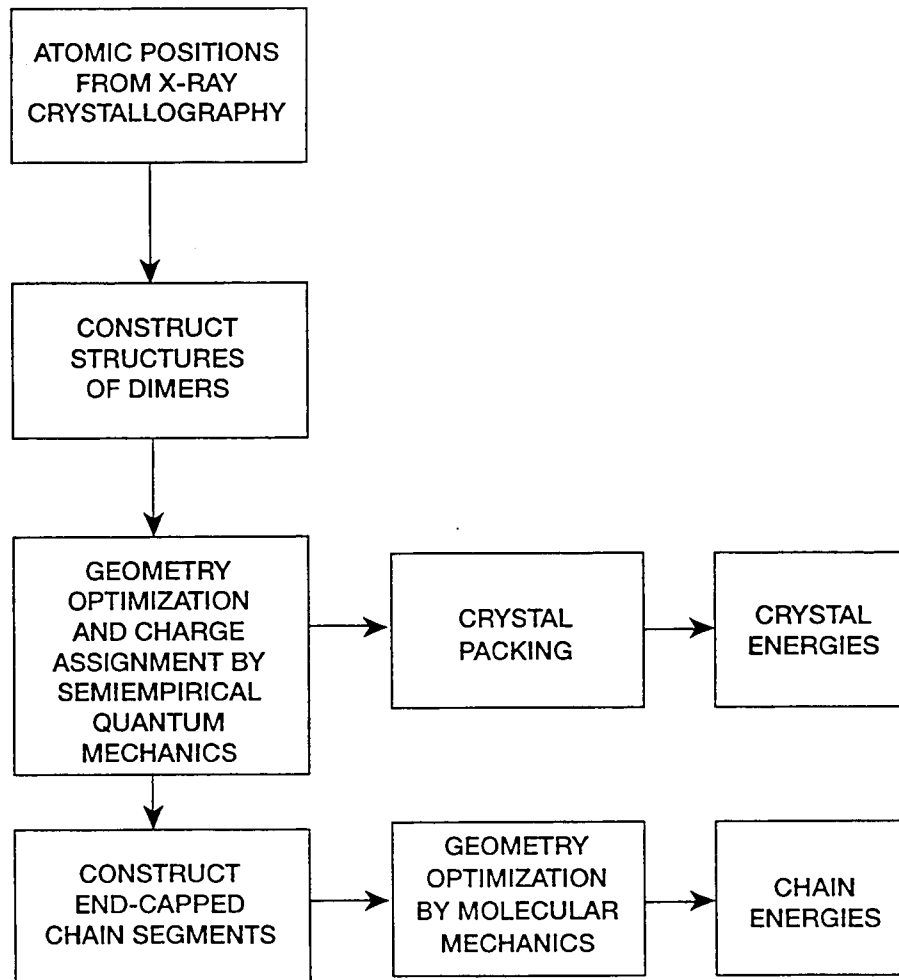 ATOMIC POSITIONS
FROM X-RAY
CRYSTALLOGRAPHY
CONSTRUCT
STRUCTURES
OF DIMERS
GEOMETRY
OPTIMIZATION
AND CHARGE
ASSIGNMENT BY
SEMIEMPIRICAL
QUANTUM
MECHANICS
CRYSTAL
PACKING
CRYSTAL
ENERGIES
CONSTRUCT
END-CAPPED
CHAIN SEGMENTS
GEOMETRY
OPTIMIZATION
BY MOLECULAR
MECHANICS
CHAIN
ENERGIES